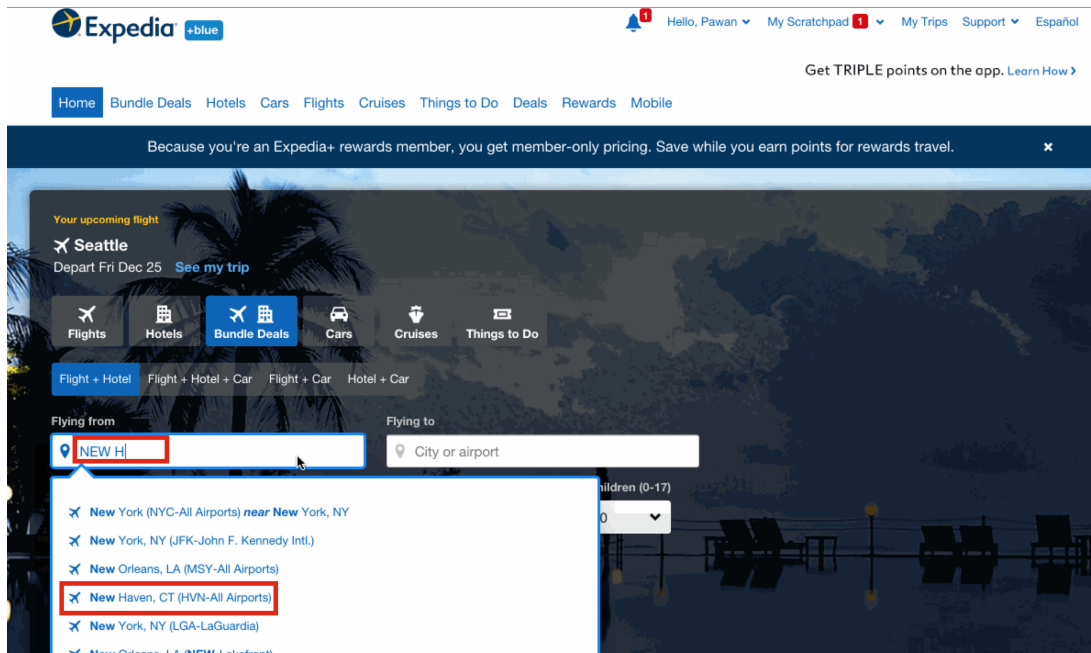 Expedia +blue
1 Hello, Pawan My Scratchpad 1 My Trips Support Español
Get TRIPLE points on the app. Learn How
Home Bundle Deals Hotels Cars Flights Cruises Things to Do Deals Rewards Mobile
Because you're an Expedia+ rewards member, you get member-only pricing. Save while you earn points for rewards travel. ×
Your upcoming flight
Seattle
Depart Fri Dec 25 See my trip
Flights Hotels Bundle Deals Cars Cruises Things to Do
Flight + Hotel Flight + Hotel + Car Flight + Car Hotel + Car
Flying from Flying to
NEW H City or airport
(0-17)
0
New York (NYC-All Airports) near New York, NY
New York, NY (JFK-John F. Kennedy Intl.)
New Orleans, LA (MSY-All Airports)
New Haven, CT (HVN-All Airports)
New York, NY (LGA-LaGuardia)
New Orleans, LA (NEW-Lakefront)